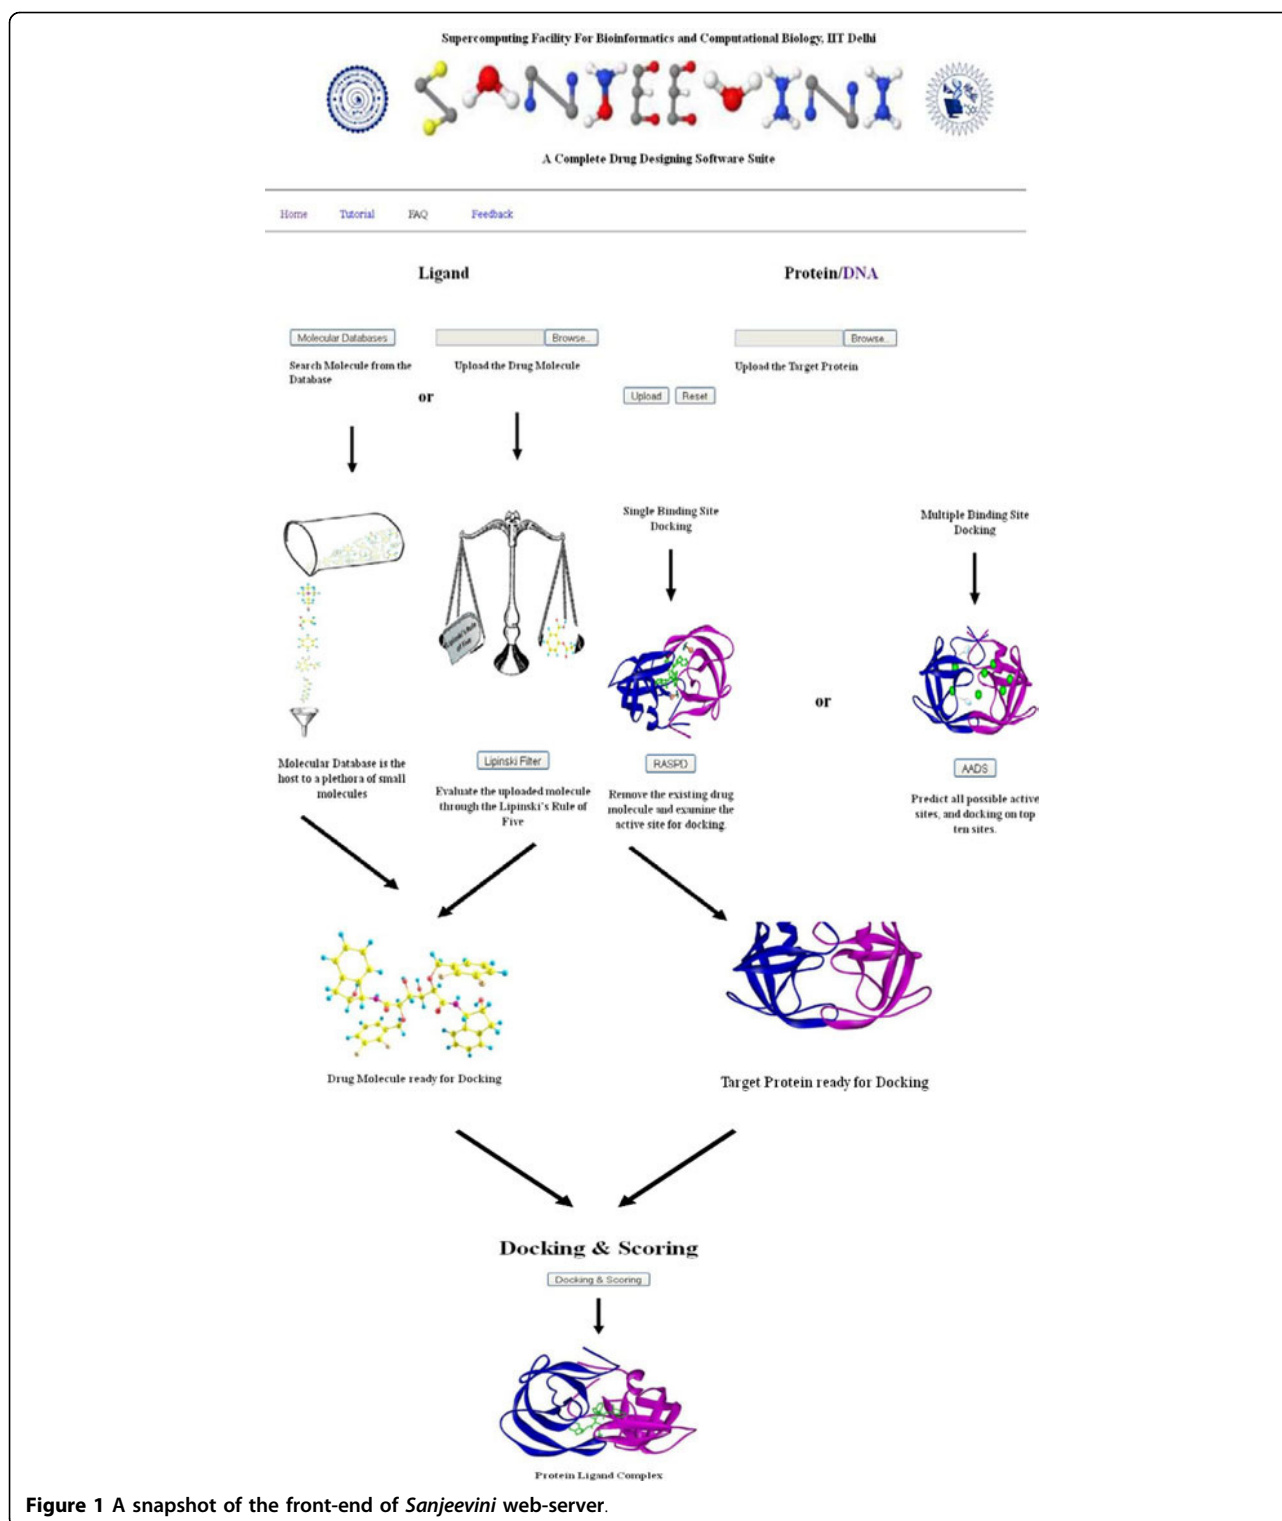 Supercomputing Facility For Bioinformatics and Computational Biology, IIT Delhi
SANJEEVINI
A Complete Drug Designing Software Suite
Home Tutorial FAQ Feedback
Ligand
Protein/DNA
Molecular Databases
Browse..
Browse..
Search Molecule from the
Database
Upload the Drug Molecule
Upload the Target Protein
or
Upload Reset
Single Binding Site
Docking
Multiple Binding Site
Docking
Lipinski's Rule
of Five
or
Molecular Database is the
host to a plethora of small
molecules
Lipinski Filter
Evaluate the uploaded molecule
through the Lipinski's Rule of
Five
RASPD
Remove the existing drug
molecule and examine the
active site for docking.
AADS
Predict all possible active
sites, and docking on top
ten sites.
Drug Molecule ready for Docking
Target Protein ready for Docking
Docking & Scoring
Docking & Scoring
Protein Ligand Complex
Figure 1 A snapshot of the front-end of Sanjeevini web-server.